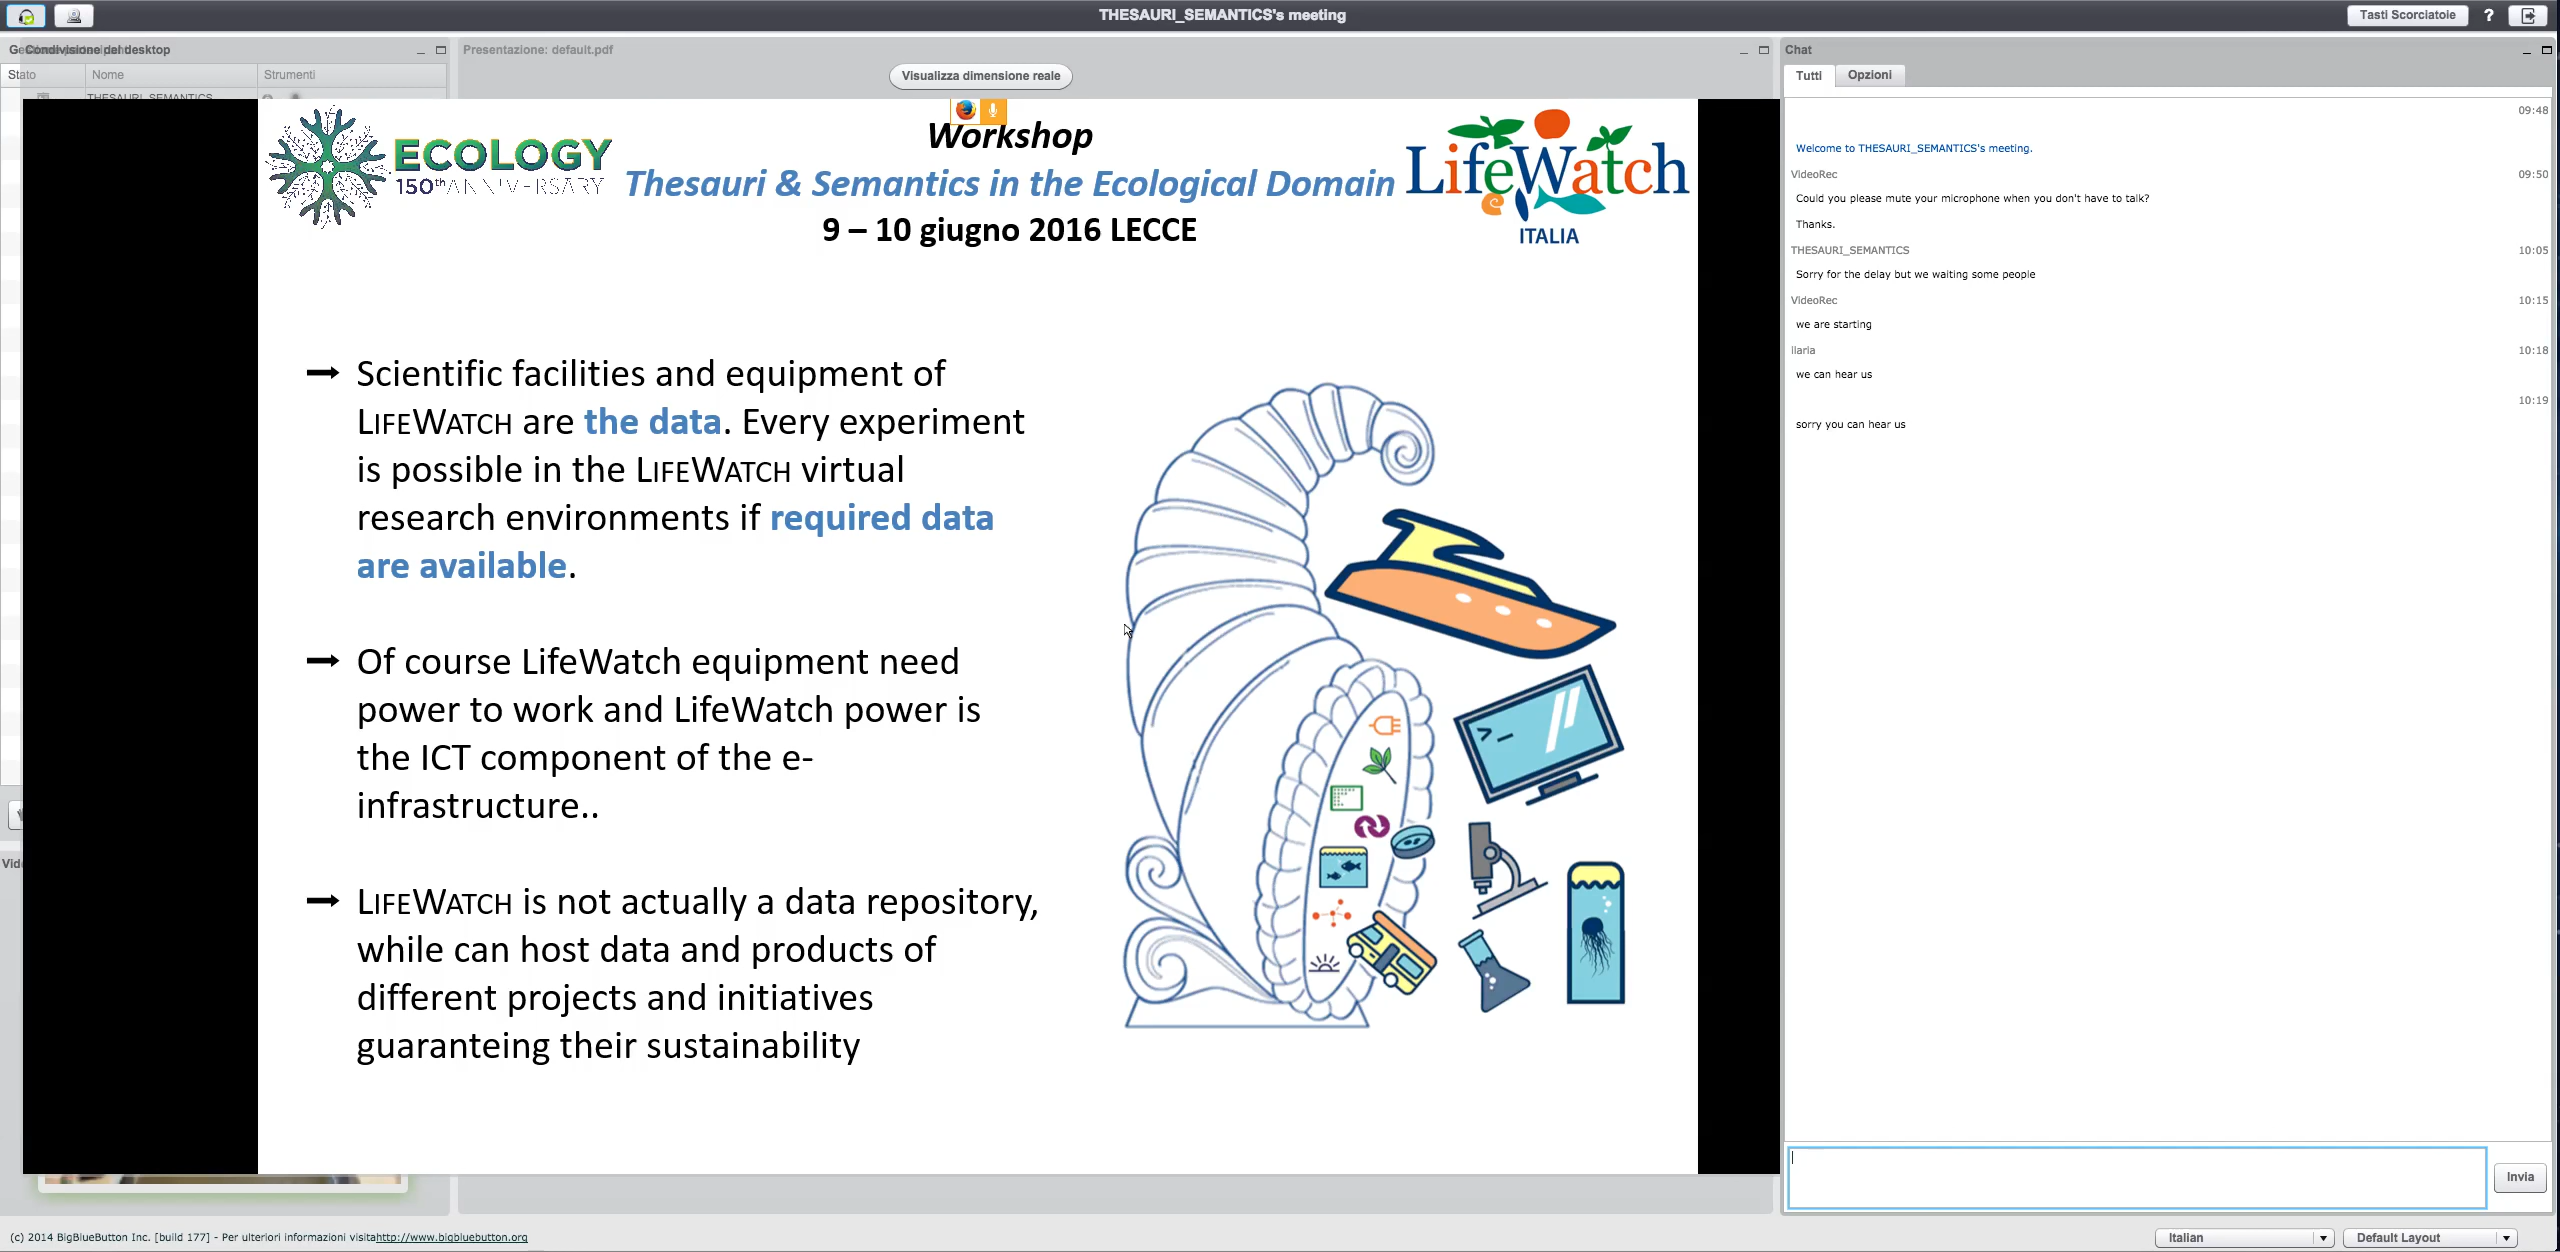 THESAURI_SEMANTICS's meeting
Tasti Scorciatoie
?
Condivisione del desktop
Stato
Nome
Strumenti
THESAURI_SEMANTICS
Presentazione: default.pdf
Visualizza dimensione reale
ECOLOGY
150th ANNIVERSARY
Workshop
Thesauri & Semantics in the Ecological Domain
9 – 10 giugno 2016 LECCE
LifeWatch
ITALIA
Scientific facilities and equipment of
LIFEWATCH are the data. Every experiment
is possible in the LIFEWATCH virtual
research environments if required data
are available.
Of course LifeWatch equipment need
power to work and LifeWatch power is
the ICT component of the e-
infrastructure..
LIFEWATCH is not actually a data repository,
while can host data and products of
different projects and initiatives
guaranteing their sustainability
Chat
Tutti
Opzioni
09:48
Welcome to THESAURI_SEMANTICS's meeting.
VideoRec 09:50
Could you please mute your microphone when you don't have to talk?
Thanks.
THESAURI_SEMANTICS 10:05
Sorry for the delay but we waiting some people
VideoRec 10:15
we are starting
ilaria 10:18
we can hear us
10:19
sorry you can hear us
Invia
(c) 2014 BigBlueButton Inc. [build 177] - Per ulteriori informazioni visitahttp://www.bigbluebutton.org
Italian
Default Layout